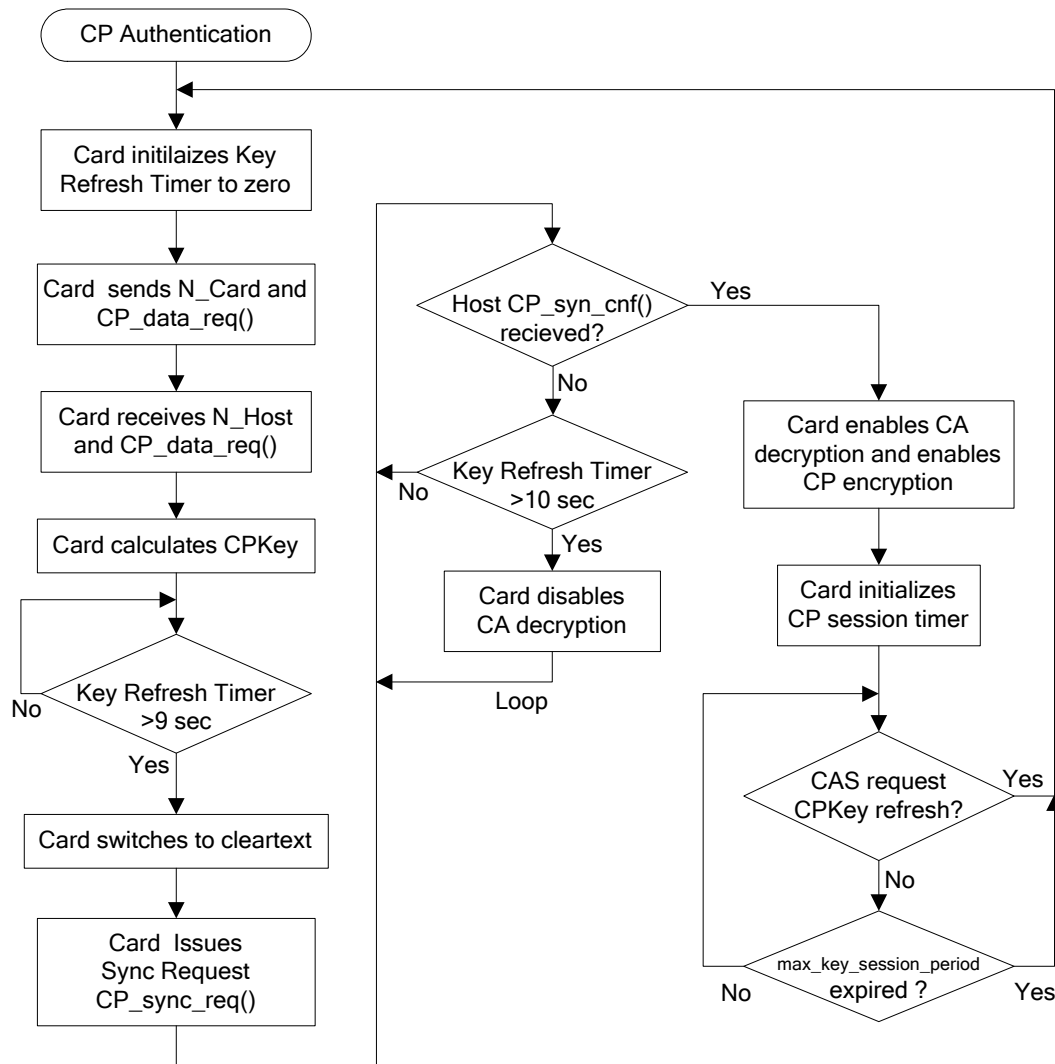 CP Authentication
Card initilaizes Key
Refresh Timer to zero
Card sends N_Card and
CP_data_req()
Card receives N_Host
and CP_data_req()
Card calculates CPKey
Key Refresh Timer
>9 sec
No
Yes
Card switches to cleartext
Card Issues
Sync Request
CP_sync_req()
Host CP_syn_cnf()
recieved?
Yes
No
Key Refresh Timer
>10 sec
No
Yes
Card disables
CA decryption
Loop
Card enables CA
decryption and enables
CP encryption
Card initializes
CP session timer
CAS request
CPKey refresh?
Yes
No
max_key_session_period
expired ?
No
Yes